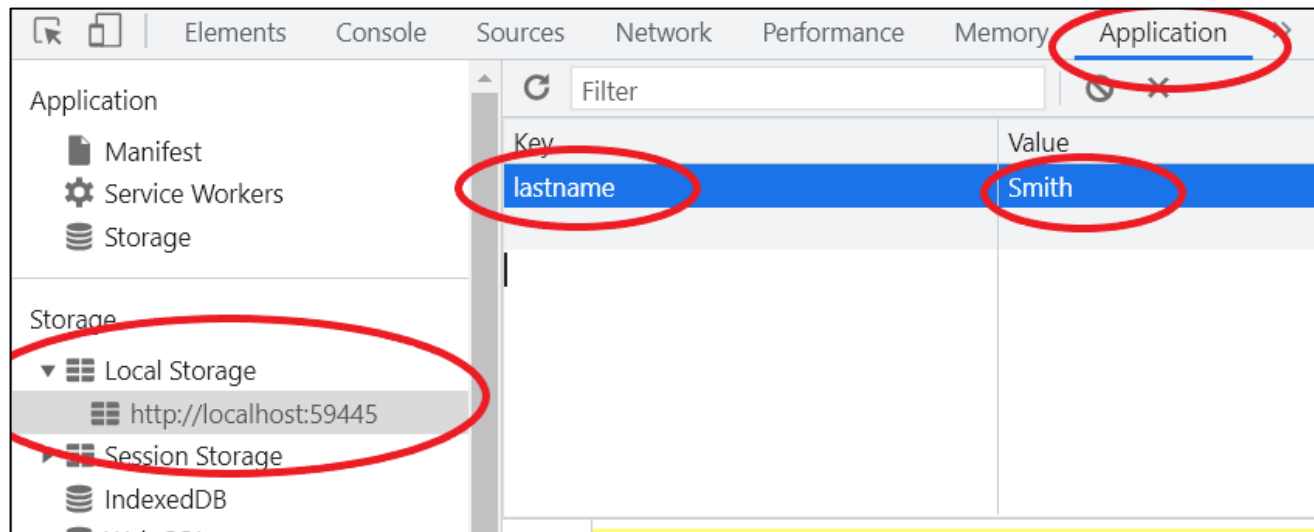 Elements Console Sources Network Performance Memory Application
Application
Manifest
Service Workers
Storage
Storage
Local Storage
http://localhost:59445
Session Storage
IndexedDB
Filter
Key Value
lastname Smith